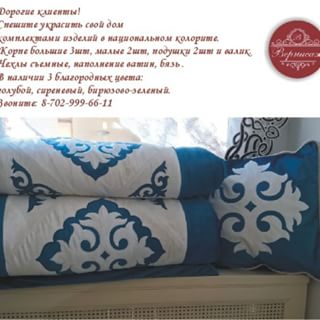 Дорогие клиенты!
Спешите украсить свой дом
комплектами изделий в национальном колорите.
Корпе большие 3шт, малые 2шт, подушки 2шт и валик.
Чехлы съемные, наполнение ватин, бязь.
В наличии 3 благородных цвета:
голубой, сиреневый, бирюзово-зеленый.
Звоните: 8-702-999-66-11
Вернисаж